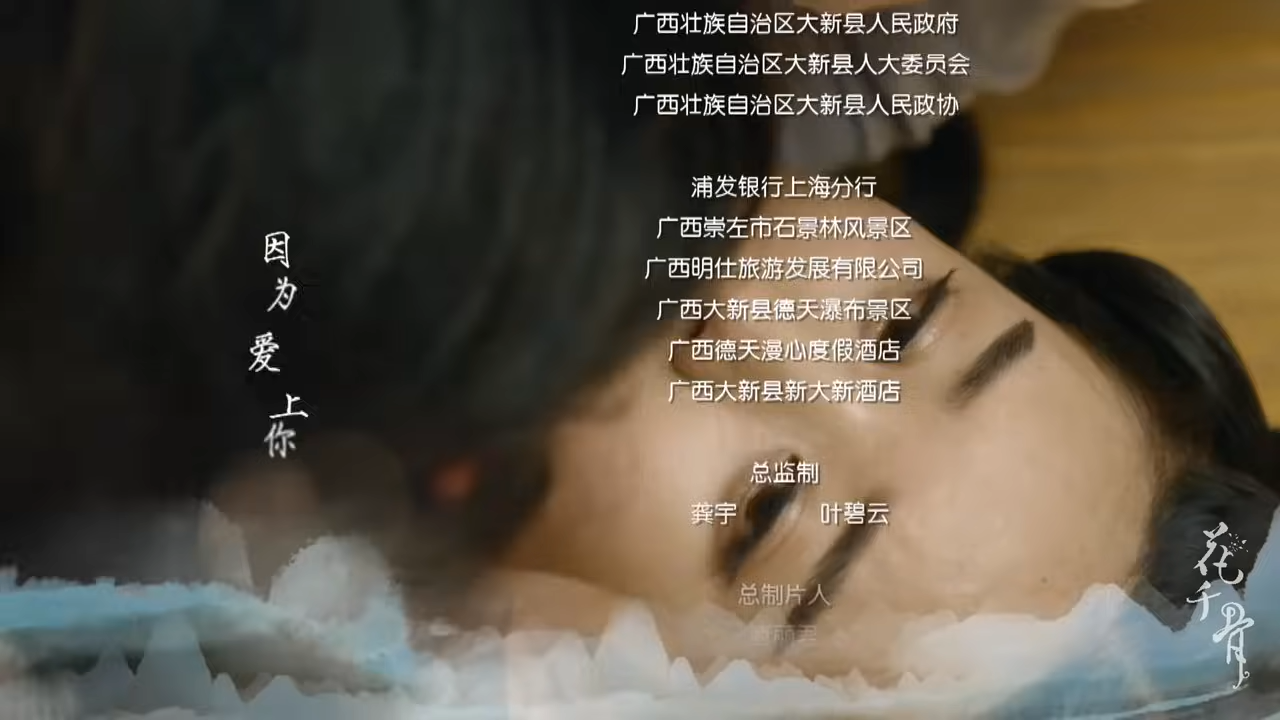 广西壮族自治区大新县人民政府
广西壮族自治区大新县人大委员会
广西壮族自治区大新县人民政协
浦发银行上海分行
广西崇左市石景林风景区
广西明仕旅游发展有限公司
广西大新县德天瀑布景区
广西德天漫心度假酒店
广西大新县新大新酒店
总监制
龚宇 叶碧云
总制片人
因为爱上你
花千骨